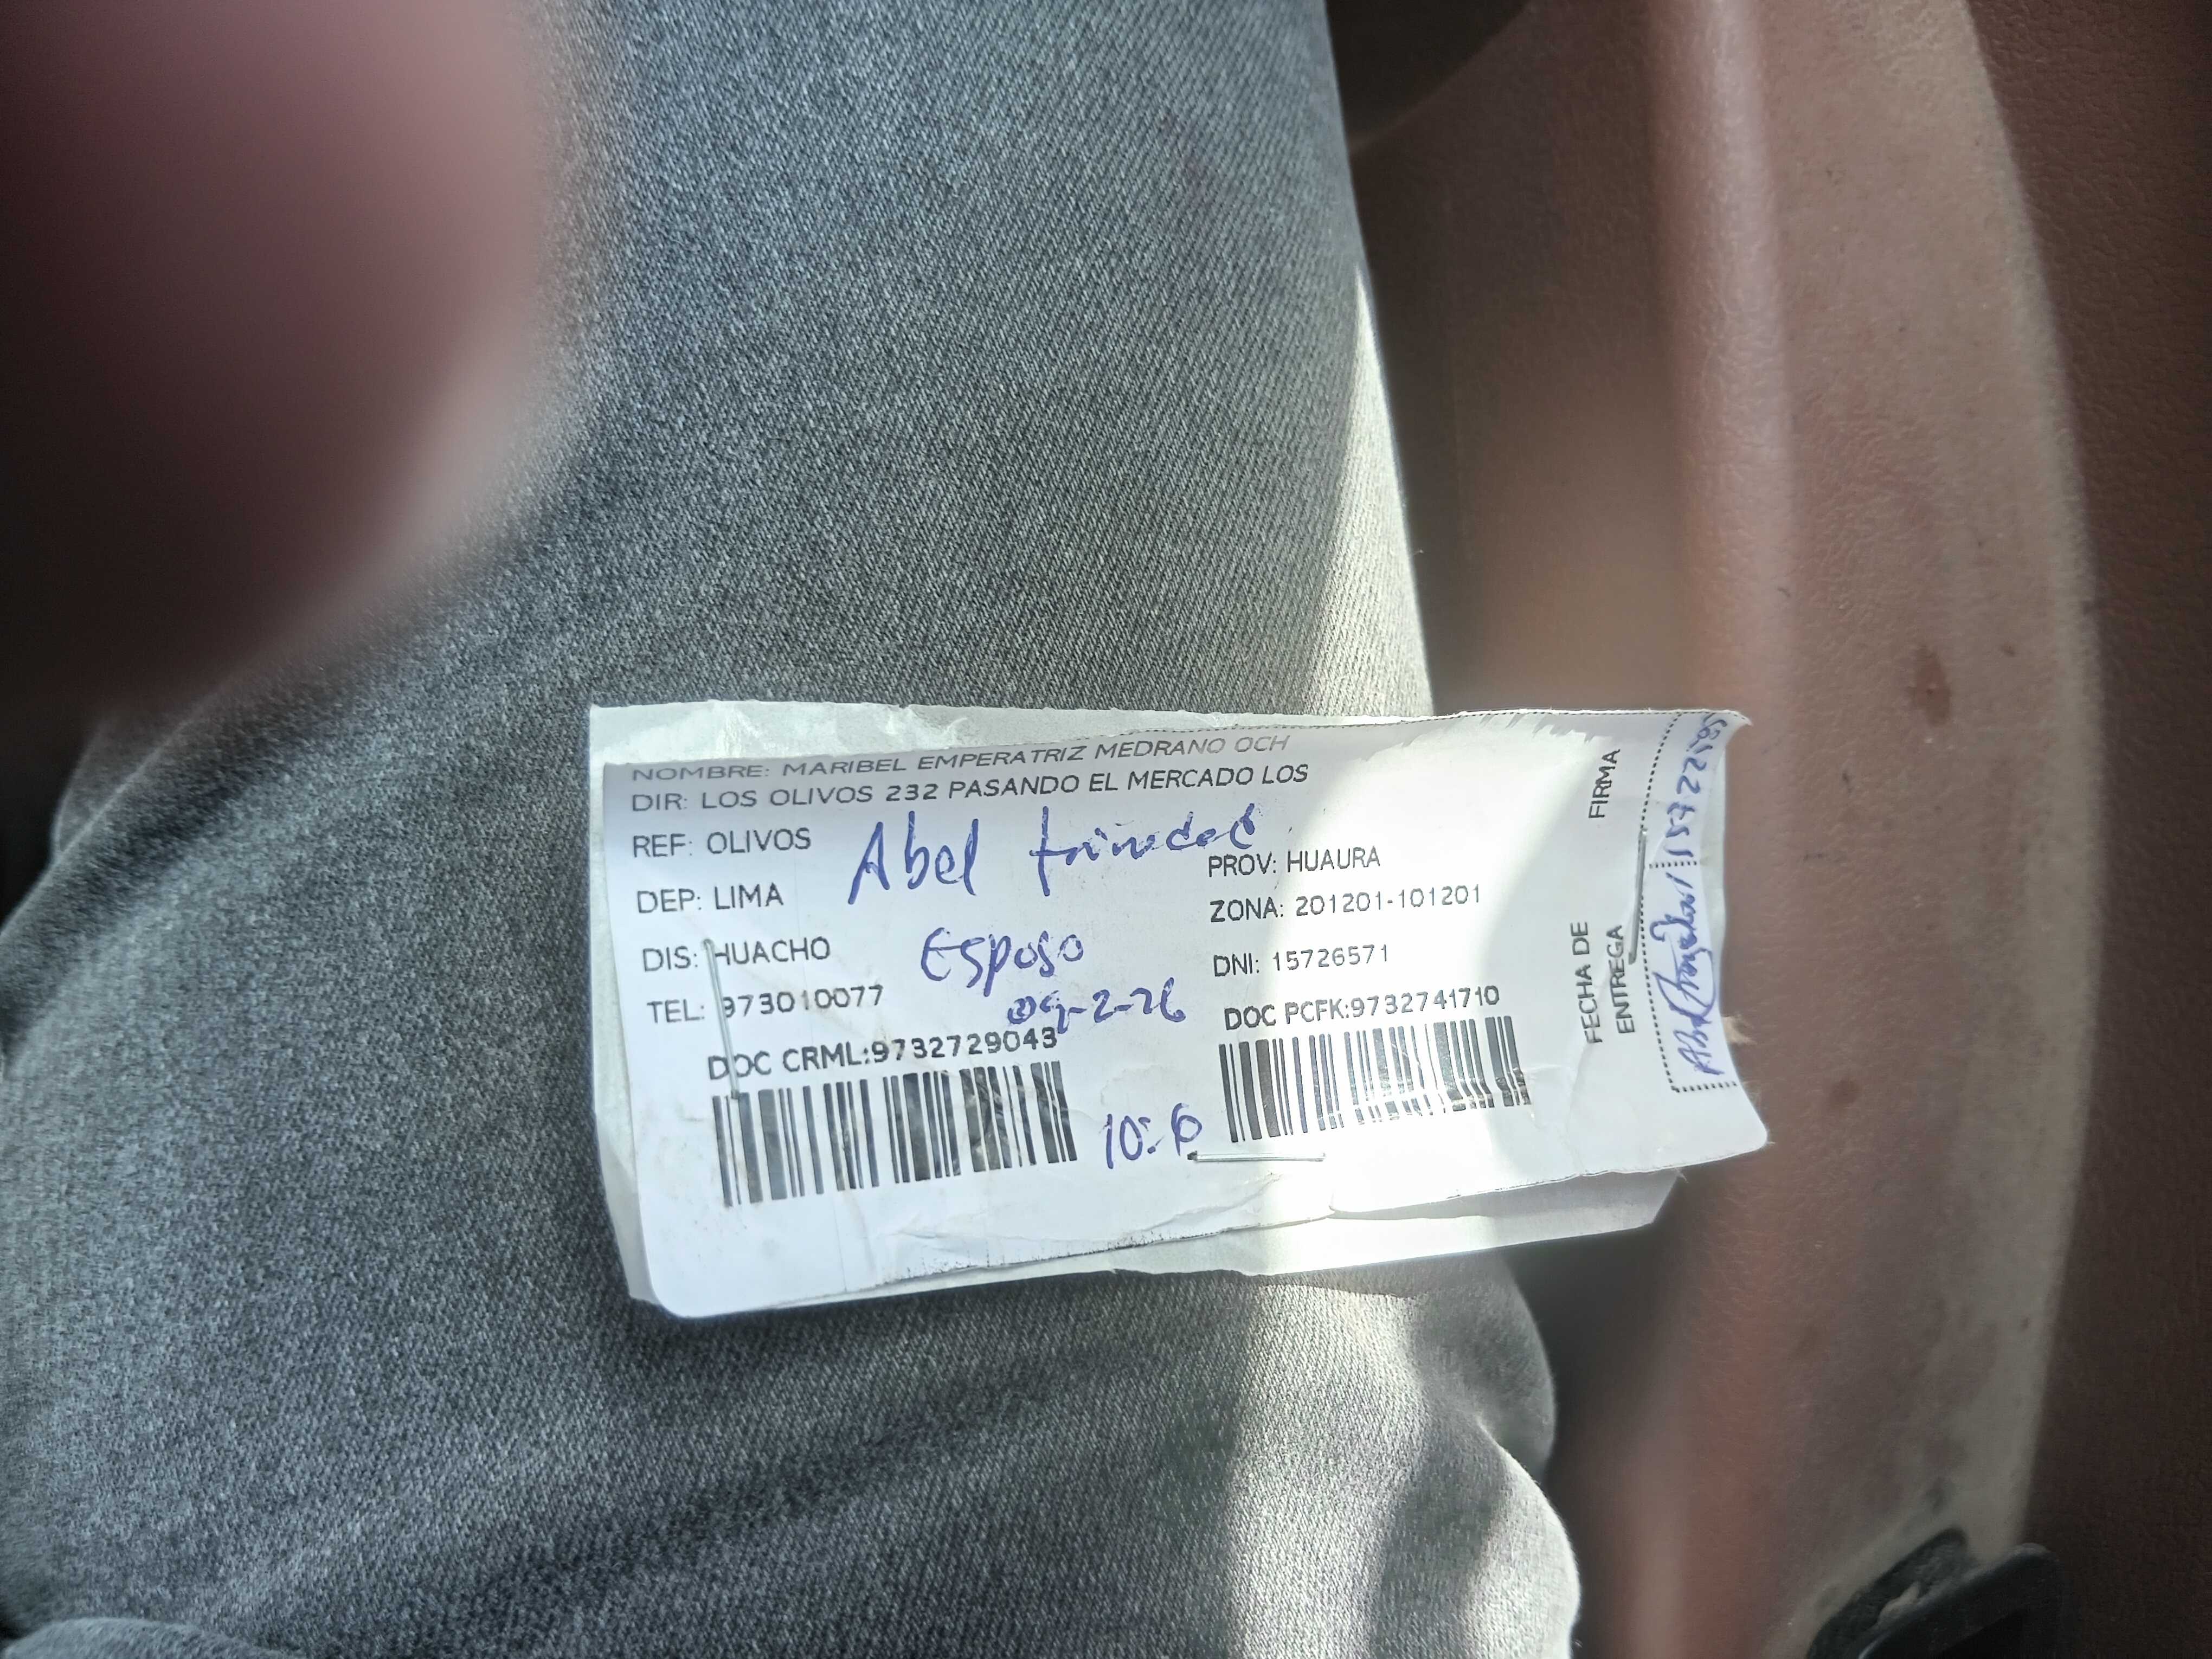 NOMBRE: MARIBEL EMPERATRIZ MEDRANO OCH
DIR: LOS OLIVOS 232 PASANDO EL MERCADO LOS
REF: OLIVOS
Abel trinidad
PROV: HUAURA
DEP: LIMA
ZONA: 201201-101201
DIS: HUACHO
Esposo
DNI: 15726571
TEL: 973010077
09-2-26
DOC CRML:9732729043
DOC PCFK:9732741710
10:
FIRMA
FECHA DE
ENTREGA